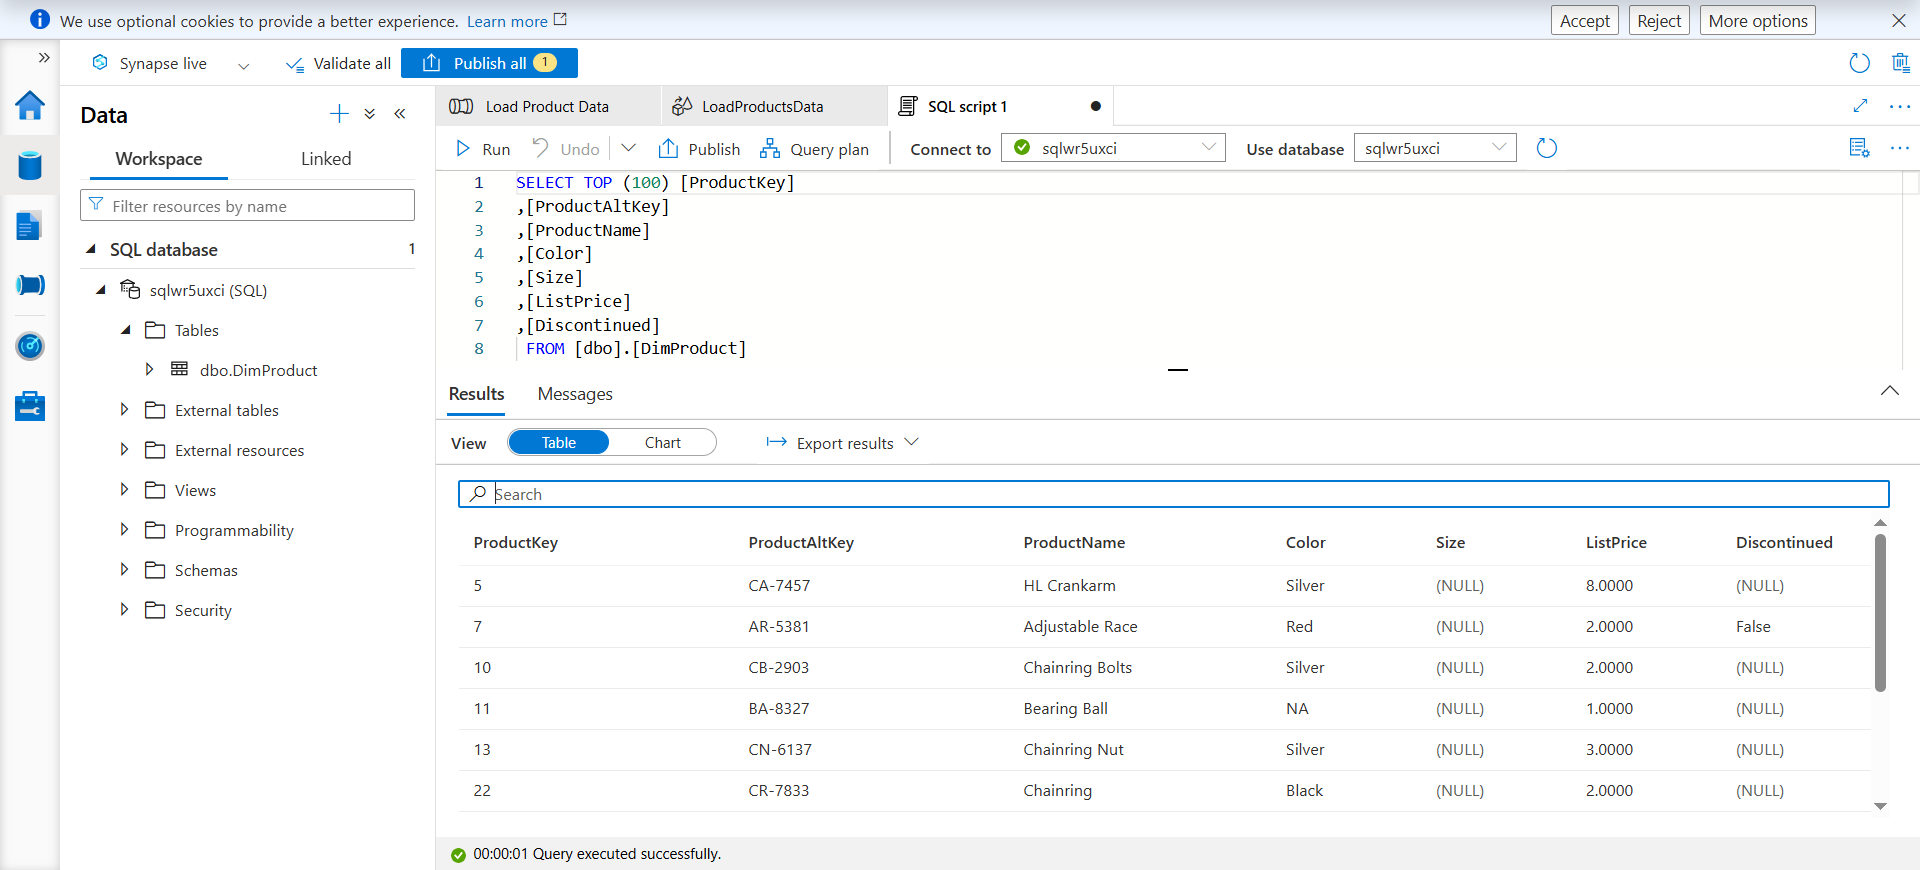 We use optional cookies to provide a better experience. Learn more
Accept
Reject
More options
Synapse live
Validate all
Publish all 1
Data
Workspace
Linked
Filter resources by name
SQL database 1
sqlwr5uxci (SQL)
Tables
dbo.DimProduct
External tables
External resources
Views
Programmability
Schemas
Security
Load Product Data
LoadProductsData
SQL script 1
Run
Undo
Publish
Query plan
Connect to sqlwr5uxci
Use database sqlwr5uxci
1 SELECT TOP (100) [ProductKey]
2 ,[ProductAltKey]
3 ,[ProductName]
4 ,[Color]
5 ,[Size]
6 ,[ListPrice]
7 ,[Discontinued]
8 FROM [dbo].[DimProduct]
Results
Messages
View Table Chart
Export results
Search
ProductKey ProductAltKey ProductName Color Size ListPrice Discontinued
5 CA-7457 HL Crankarm Silver (NULL) 8.0000 (NULL)
7 AR-5381 Adjustable Race Red (NULL) 2.0000 False
10 CB-2903 Chainring Bolts Silver (NULL) 2.0000 (NULL)
11 BA-8327 Bearing Ball NA (NULL) 1.0000 (NULL)
13 CN-6137 Chainring Nut Silver (NULL) 3.0000 (NULL)
22 CR-7833 Chainring Black (NULL) 2.0000 (NULL)
00:00:01 Query executed successfully.